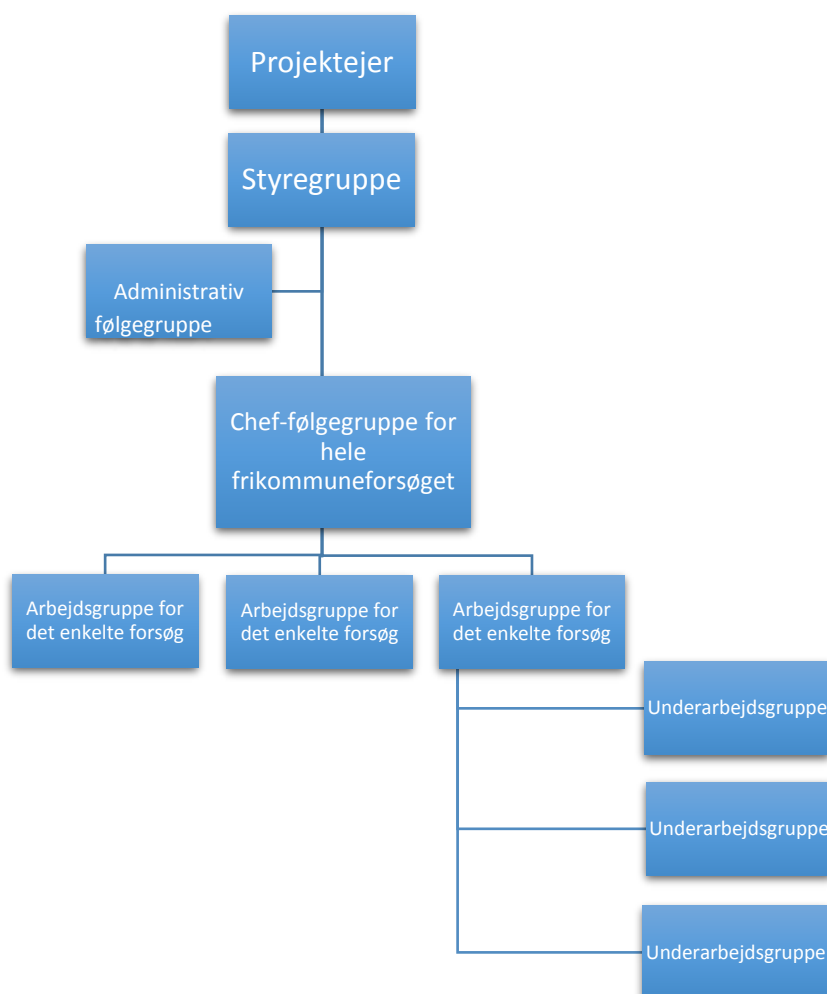 Projektejer
Styregruppe
Administrativ
følgegruppe
Chef-følgegruppe for
hele
frikommuneforsøget
Arbejdsgruppe for
det enkelte forsøg
Arbejdsgruppe for
det enkelte forsøg
Arbejdsgruppe for
det enkelte forsøg
Underarbejdsgruppe
Underarbejdsgruppe
Underarbejdsgruppe